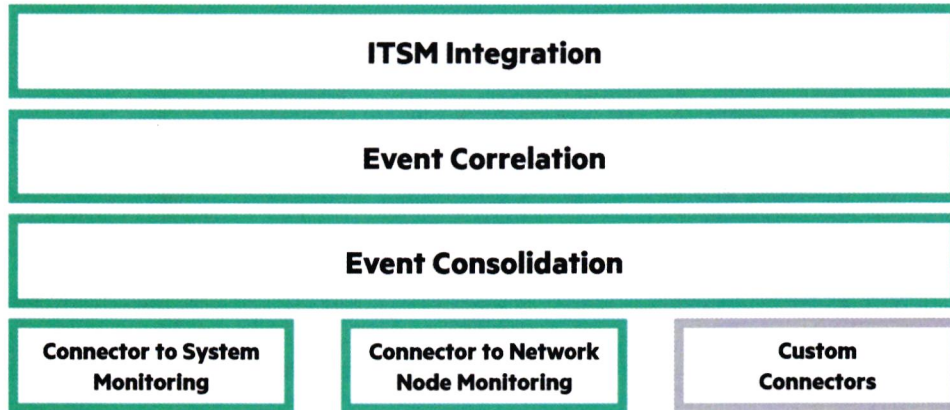 ITSM Integration
Event Correlation
Event Consolidation
Connector to System
Monitoring
Connector to Network
Node Monitoring
Custom
Connectors